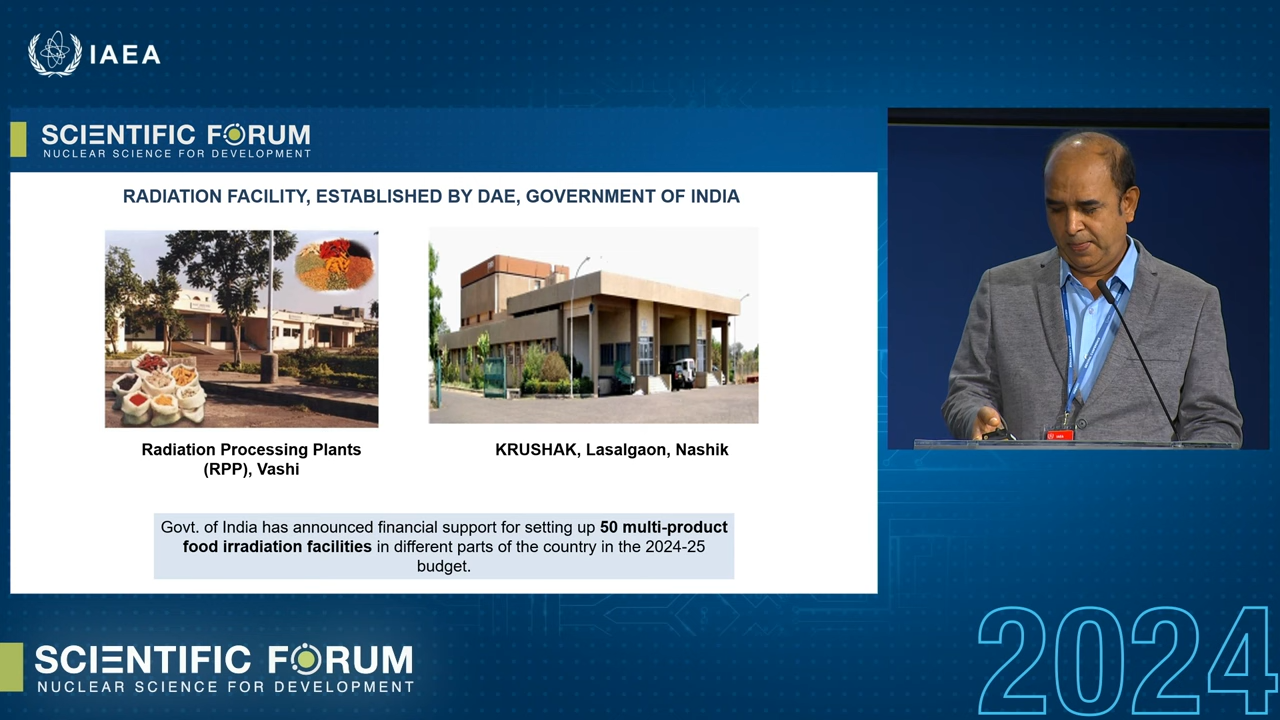 IAEA
SCIENTIFIC FORUM
NUCLEAR SCIENCE FOR DEVELOPMENT
RADIATION FACILITY, ESTABLISHED BY DAE, GOVERNMENT OF INDIA
Radiation Processing Plants
(RPP), Vashi
KRUSHAK, Lasalgaon, Nashik
Govt. of India has announced financial support for setting up 50 multi-product
food irradiation facilities in different parts of the country in the 2024-25
budget.
IAEA
SCIENTIFIC FORUM
NUCLEAR SCIENCE FOR DEVELOPMENT
2024